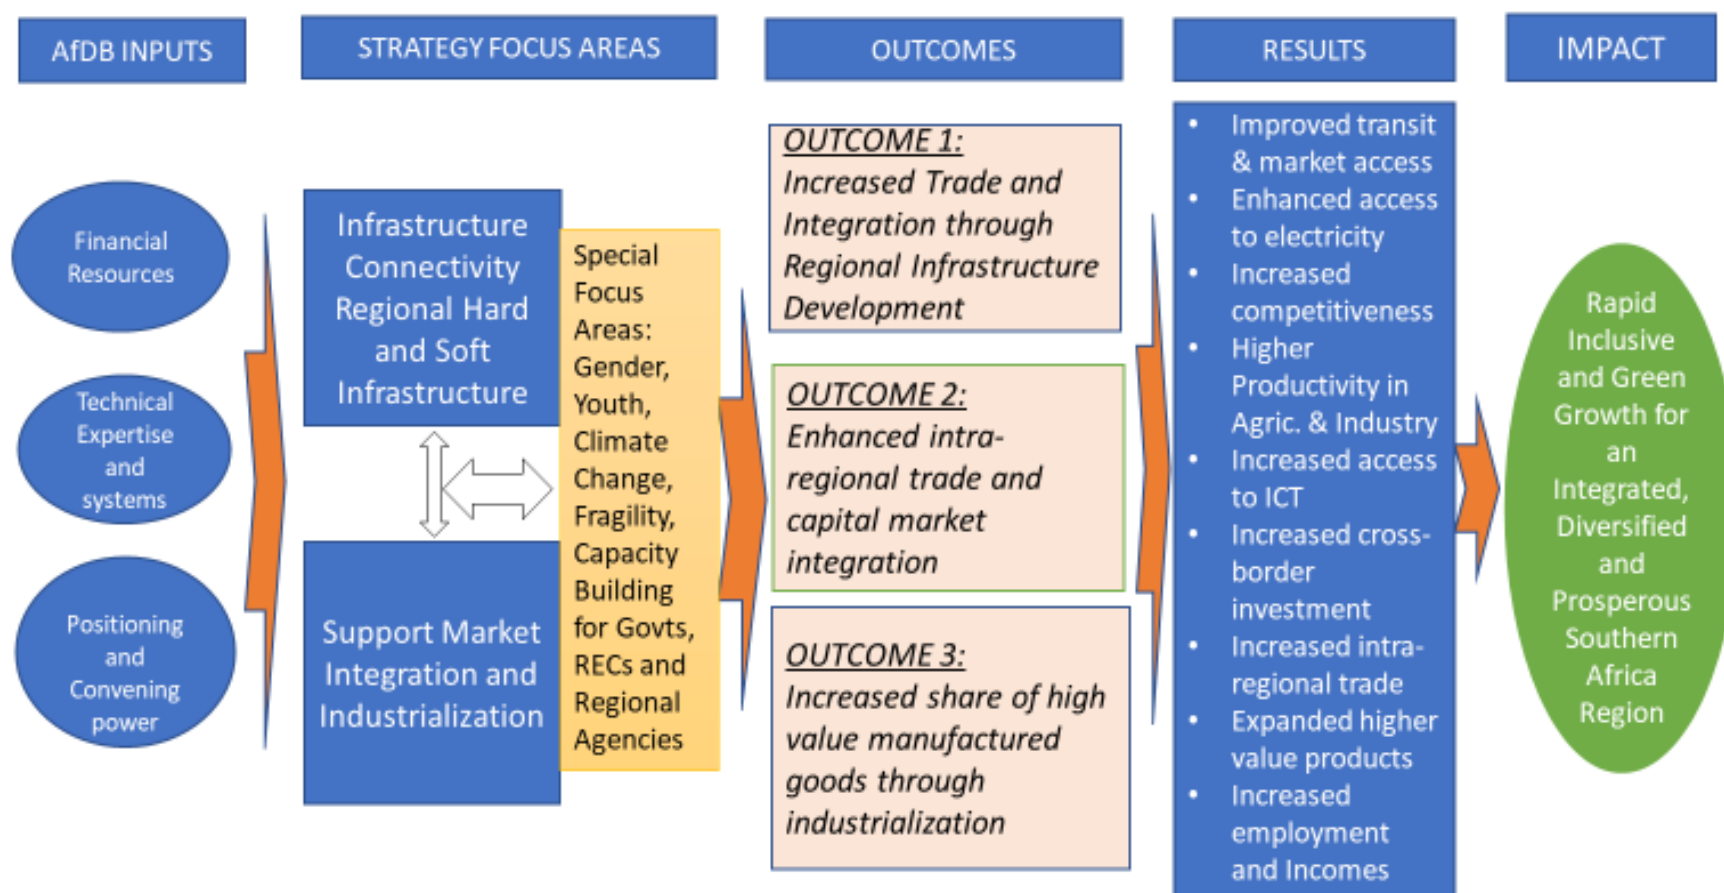 AfDB INPUTS
STRATEGY FOCUS AREAS
OUTCOMES
RESULTS
IMPACT
Financial
Resources
Technical
Expertise
and
systems
Positioning
and
Convening
power
Infrastructure
Connectivity
Regional Hard
and Soft
Infrastructure
Support Market
Integration and
Industrialization
Special
Focus
Areas:
Gender,
Youth,
Climate
Change,
Fragility,
Capacity
Building
for Govts,
RECs and
Regional
Agencies
OUTCOME 1:
Increased Trade and
Integration through
Regional Infrastructure
Development
OUTCOME 2:
Enhanced intra-
regional trade and
capital market
integration
OUTCOME 3:
Increased share of high
value manufactured
goods through
industrialization
• Improved transit
& market access
• Enhanced access
to electricity
• Increased
competitiveness
• Higher
Productivity in
Agric. & Industry
• Increased access
to ICT
• Increased cross-
border
investment
• Increased intra-
regional trade
• Expanded higher
value products
• Increased
employment
and Incomes
Rapid
Inclusive
and Green
Growth for
an
Integrated,
Diversified
and
Prosperous
Southern
Africa
Region